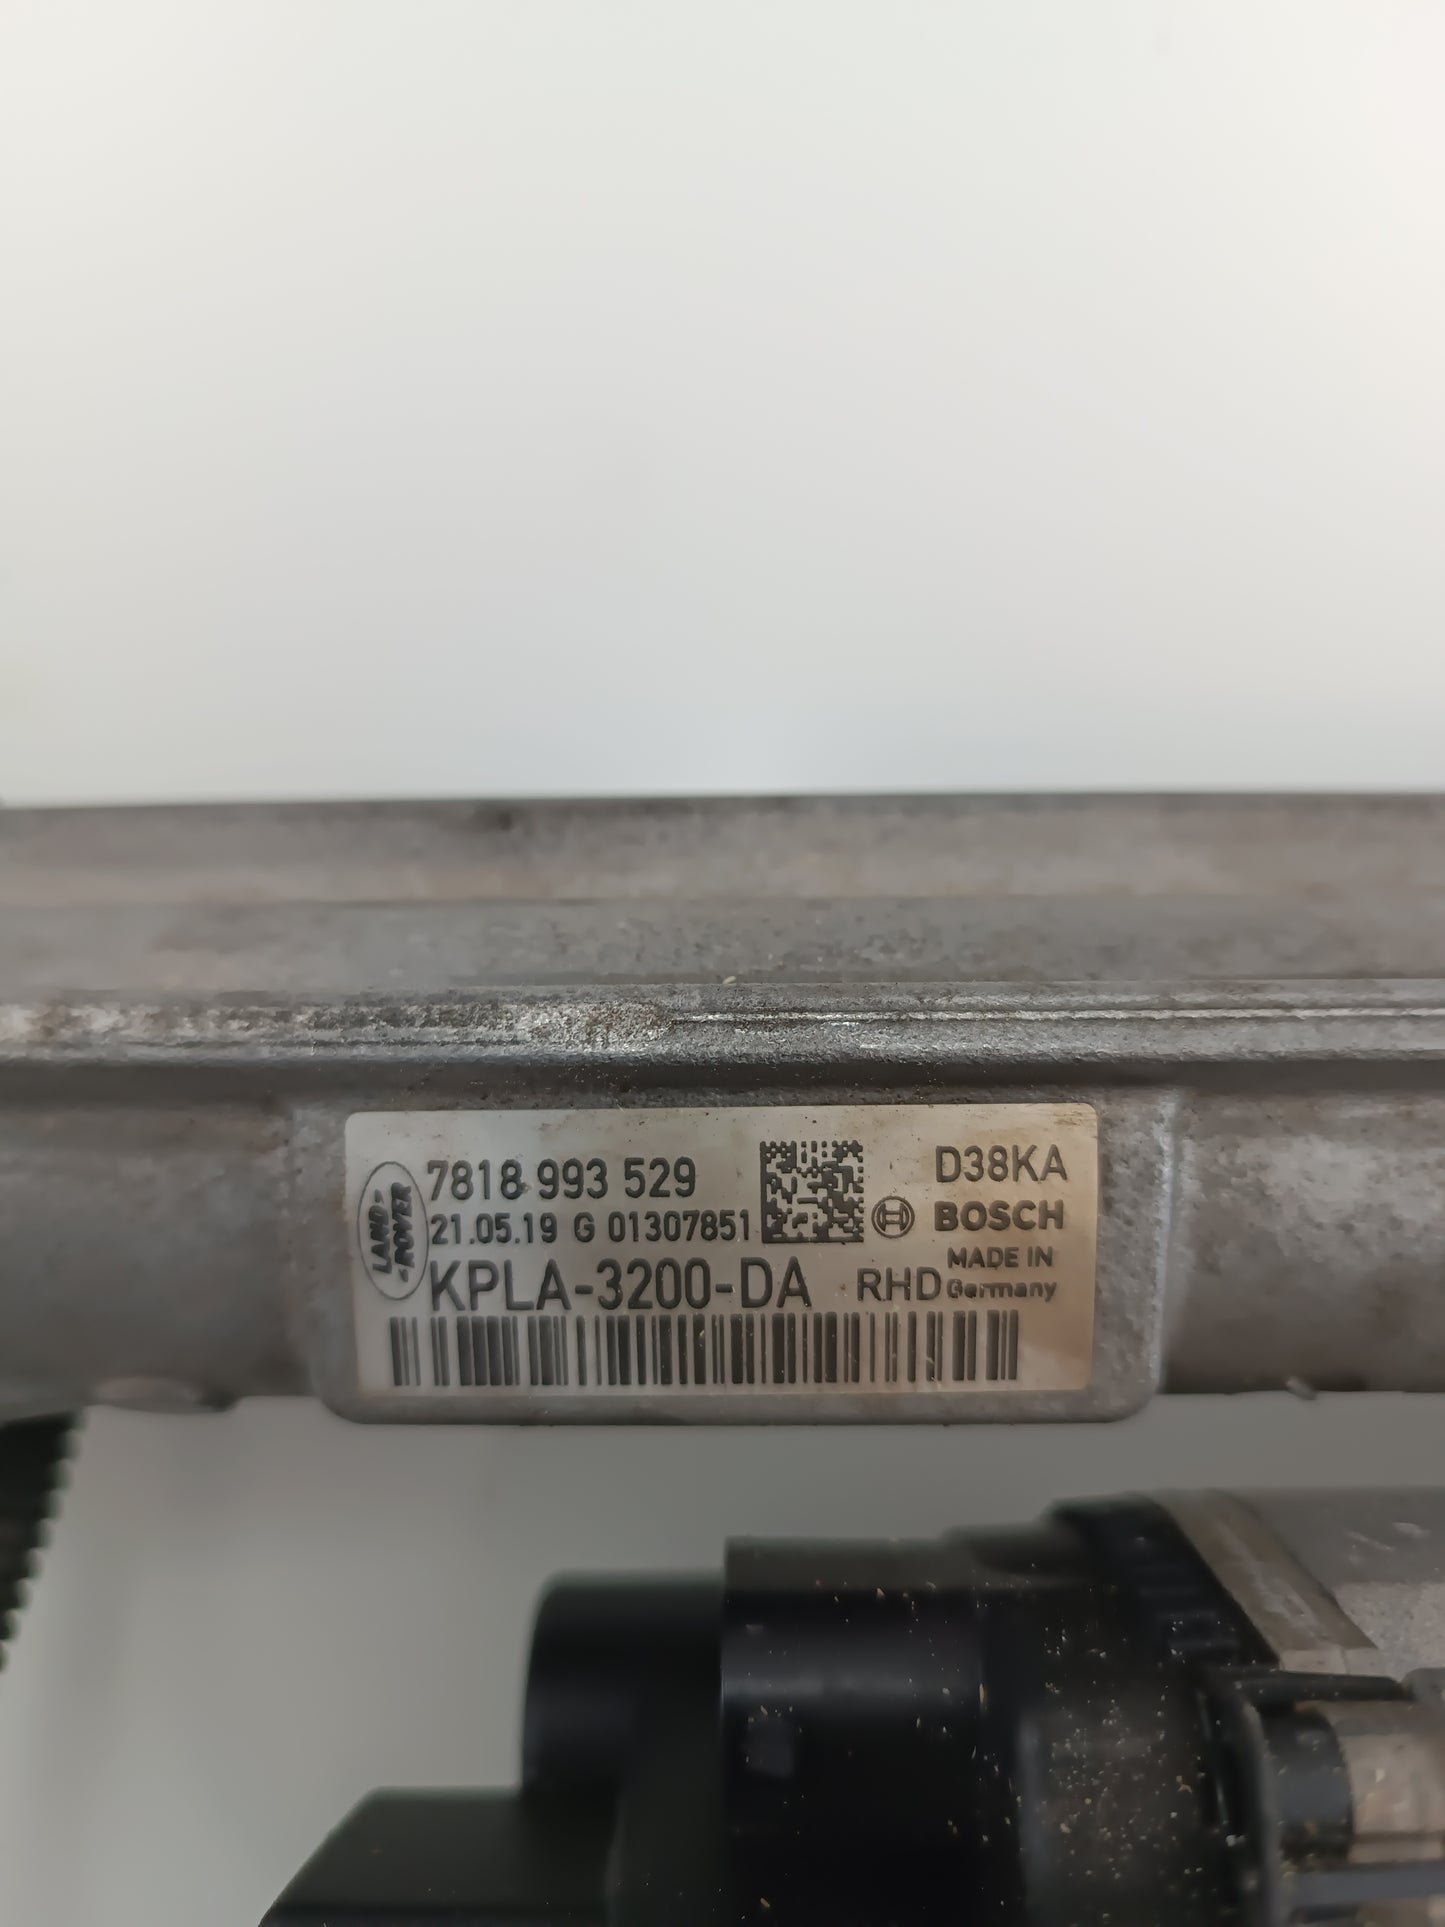 LAND
ROVER
7818 993 529
21.05.19 G 01307851
KPLA-3200-DA
RHD
D38KA
BOSCH
MADE IN
Germany